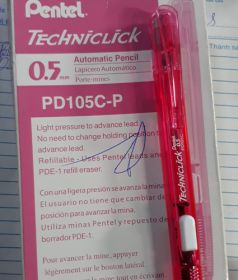 Pentel
TECHNICLICK
Automatic Pencil
0.5mm
Lapicero Automático
Porte-mines
PD105C-P
Light pressure to advance lead.
No need to change holding position to
advance lead.
Refillable - Uses Pentel leads and
PDE-1 refill eraser.
Con una ligera presión se avanza la mina.
El usuario no tiene que cambiar de
posición para avanzar la mina.
Utiliza minas Pentel y repuesto de
borrador PDE-1.
Pour avancer la mine, appuyer
légèrement sur le bouton latéral.
TECHNICLICK
Thanh